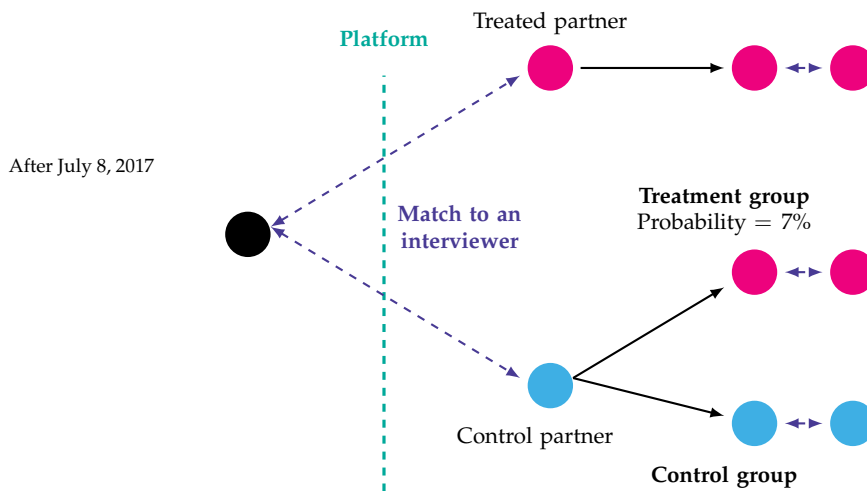 Treated partner
Platform
After July 8, 2017
Match to an
interviewer
Treatment group
Probability = 7%
Control partner
Control group